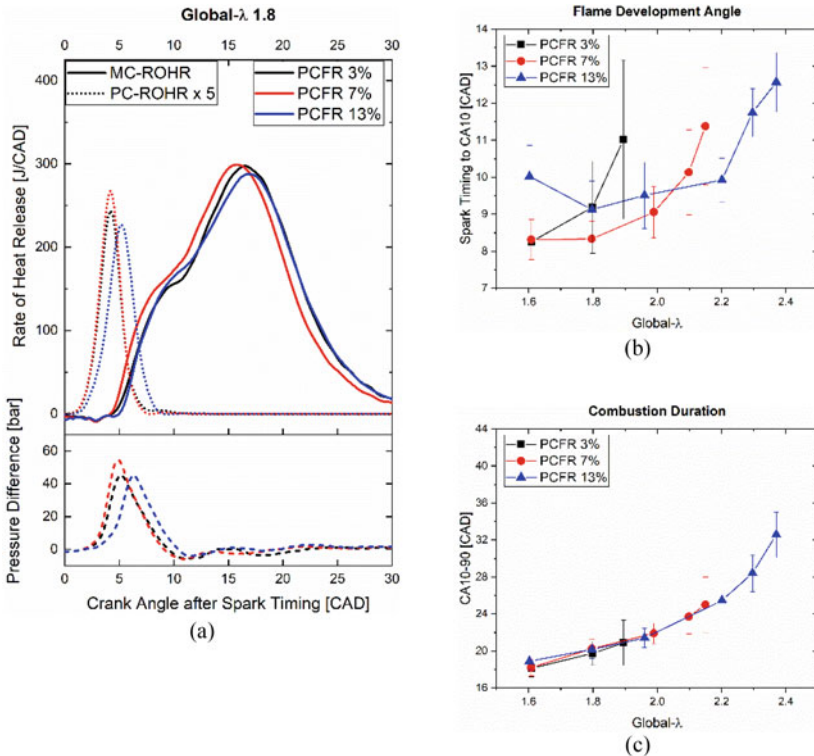 Global-λ 1.8
0 5 10 15 20 25 30
MC-ROHR
PC-ROHR x 5
PCFR 3%
PCFR 7%
PCFR 13%
Rate of Heat Release [J/CAD]
400
300
200
100
0
Pressure Difference [bar]
60
40
20
0
0 5 10 15 20 25 30
Crank Angle after Spark Timing [CAD]
(a)
Flame Development Angle
PCFR 3%
PCFR 7%
PCFR 13%
Spark Timing to CA10 [CAD]
14
13
12
11
10
9
8
7
1.6 1.8 2.0 2.2 2.4
Global-λ
(b)
Combustion Duration
PCFR 3%
PCFR 7%
PCFR 13%
CA10-90 [CAD]
44
40
36
32
28
24
20
16
1.6 1.8 2.0 2.2 2.4
Global-λ
(c)